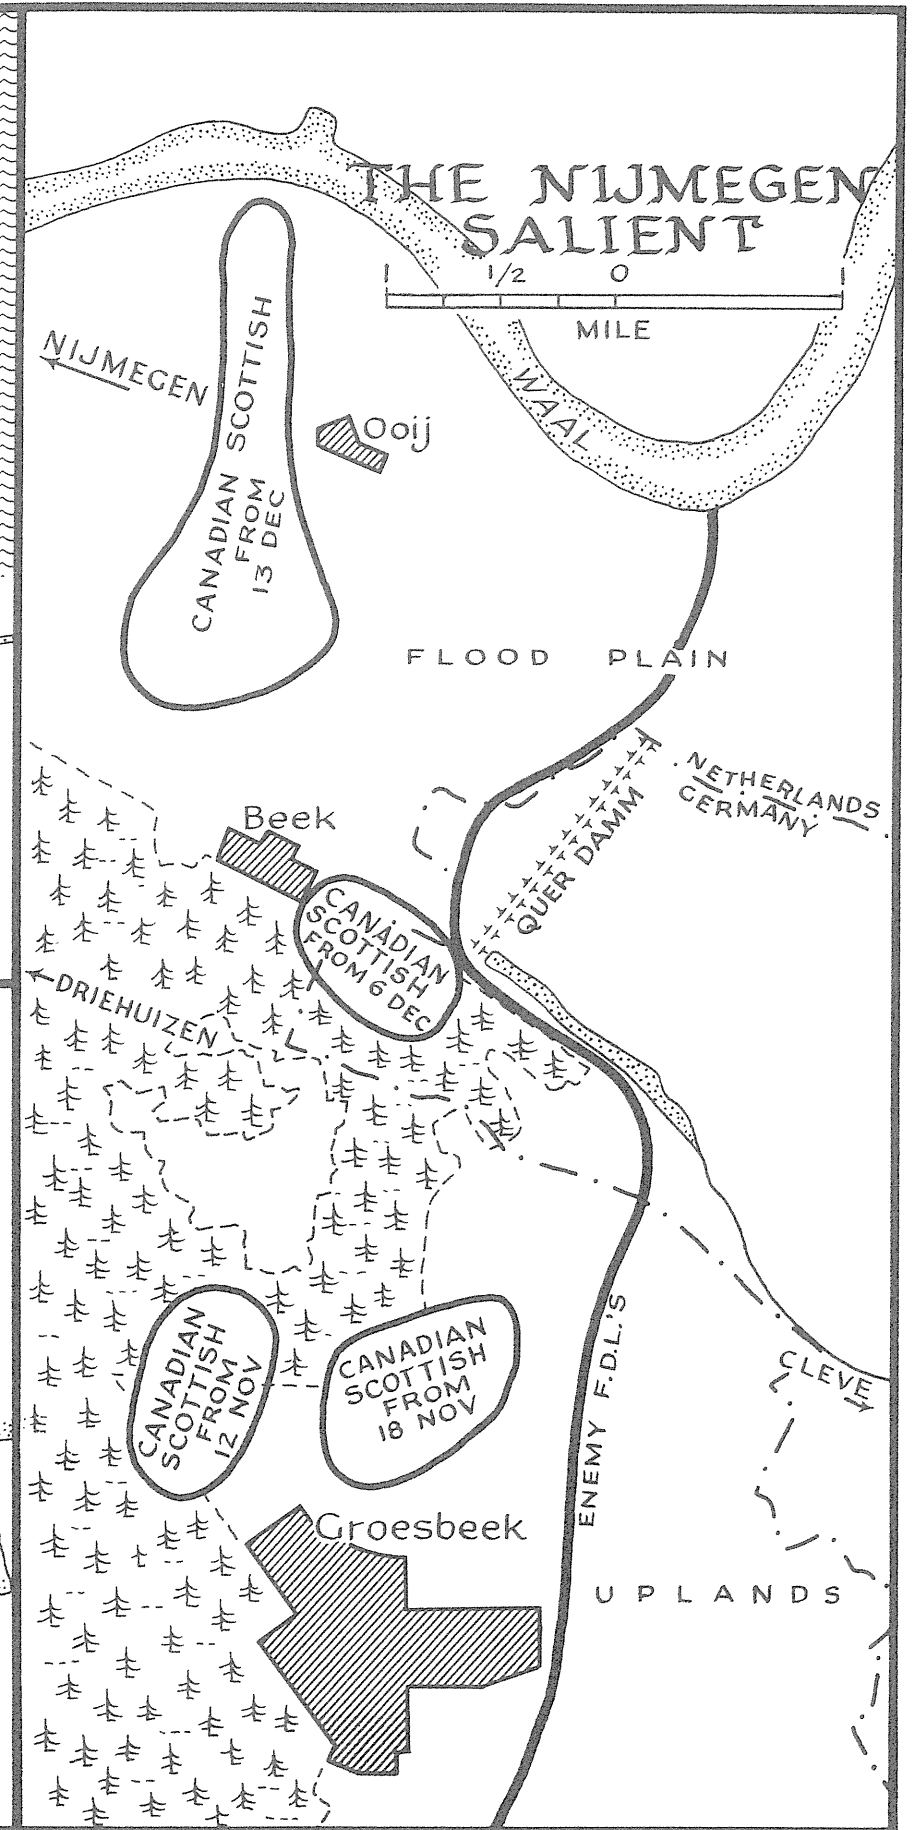 THE NIJMEGEN
SALIENT
1 1/2 0 1
MILE
NIJMEGEN
CANADIAN SCOTTISH
FROM
13 DEC
Ooij
WAAL
FLOOD PLAIN
NETHERLANDS
GERMANY
QUER DAMM
Beek
CANADIAN
SCOTTISH
FROM 6 DEC
DRIEHUIZEN
CANADIAN
SCOTTISH
FROM
12 NOV
CANADIAN
SCOTTISH
FROM
18 NOV
ENEMY F.D.L.'S
CLEVE
Groesbeek
UPLANDS